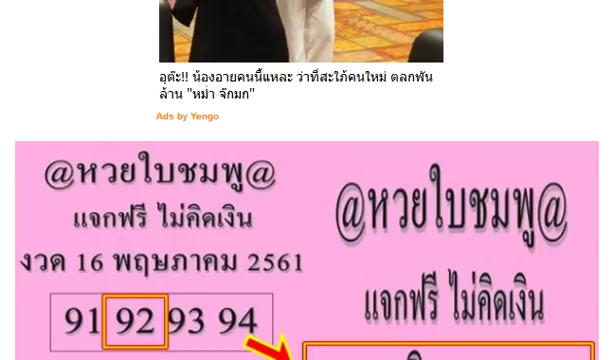 อุต๊ะ!! น้องอายคนนี้แหละ ว่าที่สะใภ้คนใหม่ ตลกพัน
ล้าน "หม่ำ จ๊กมก"
Ads by Yengo
@หวยใบชมพู@
แจกฟรี ไม่คิดเงิน
งวด 16 พฤษภาคม 2561
91 92 93 94
@หวยใบชมพู@
แจกฟรี ไม่คิดเงิน